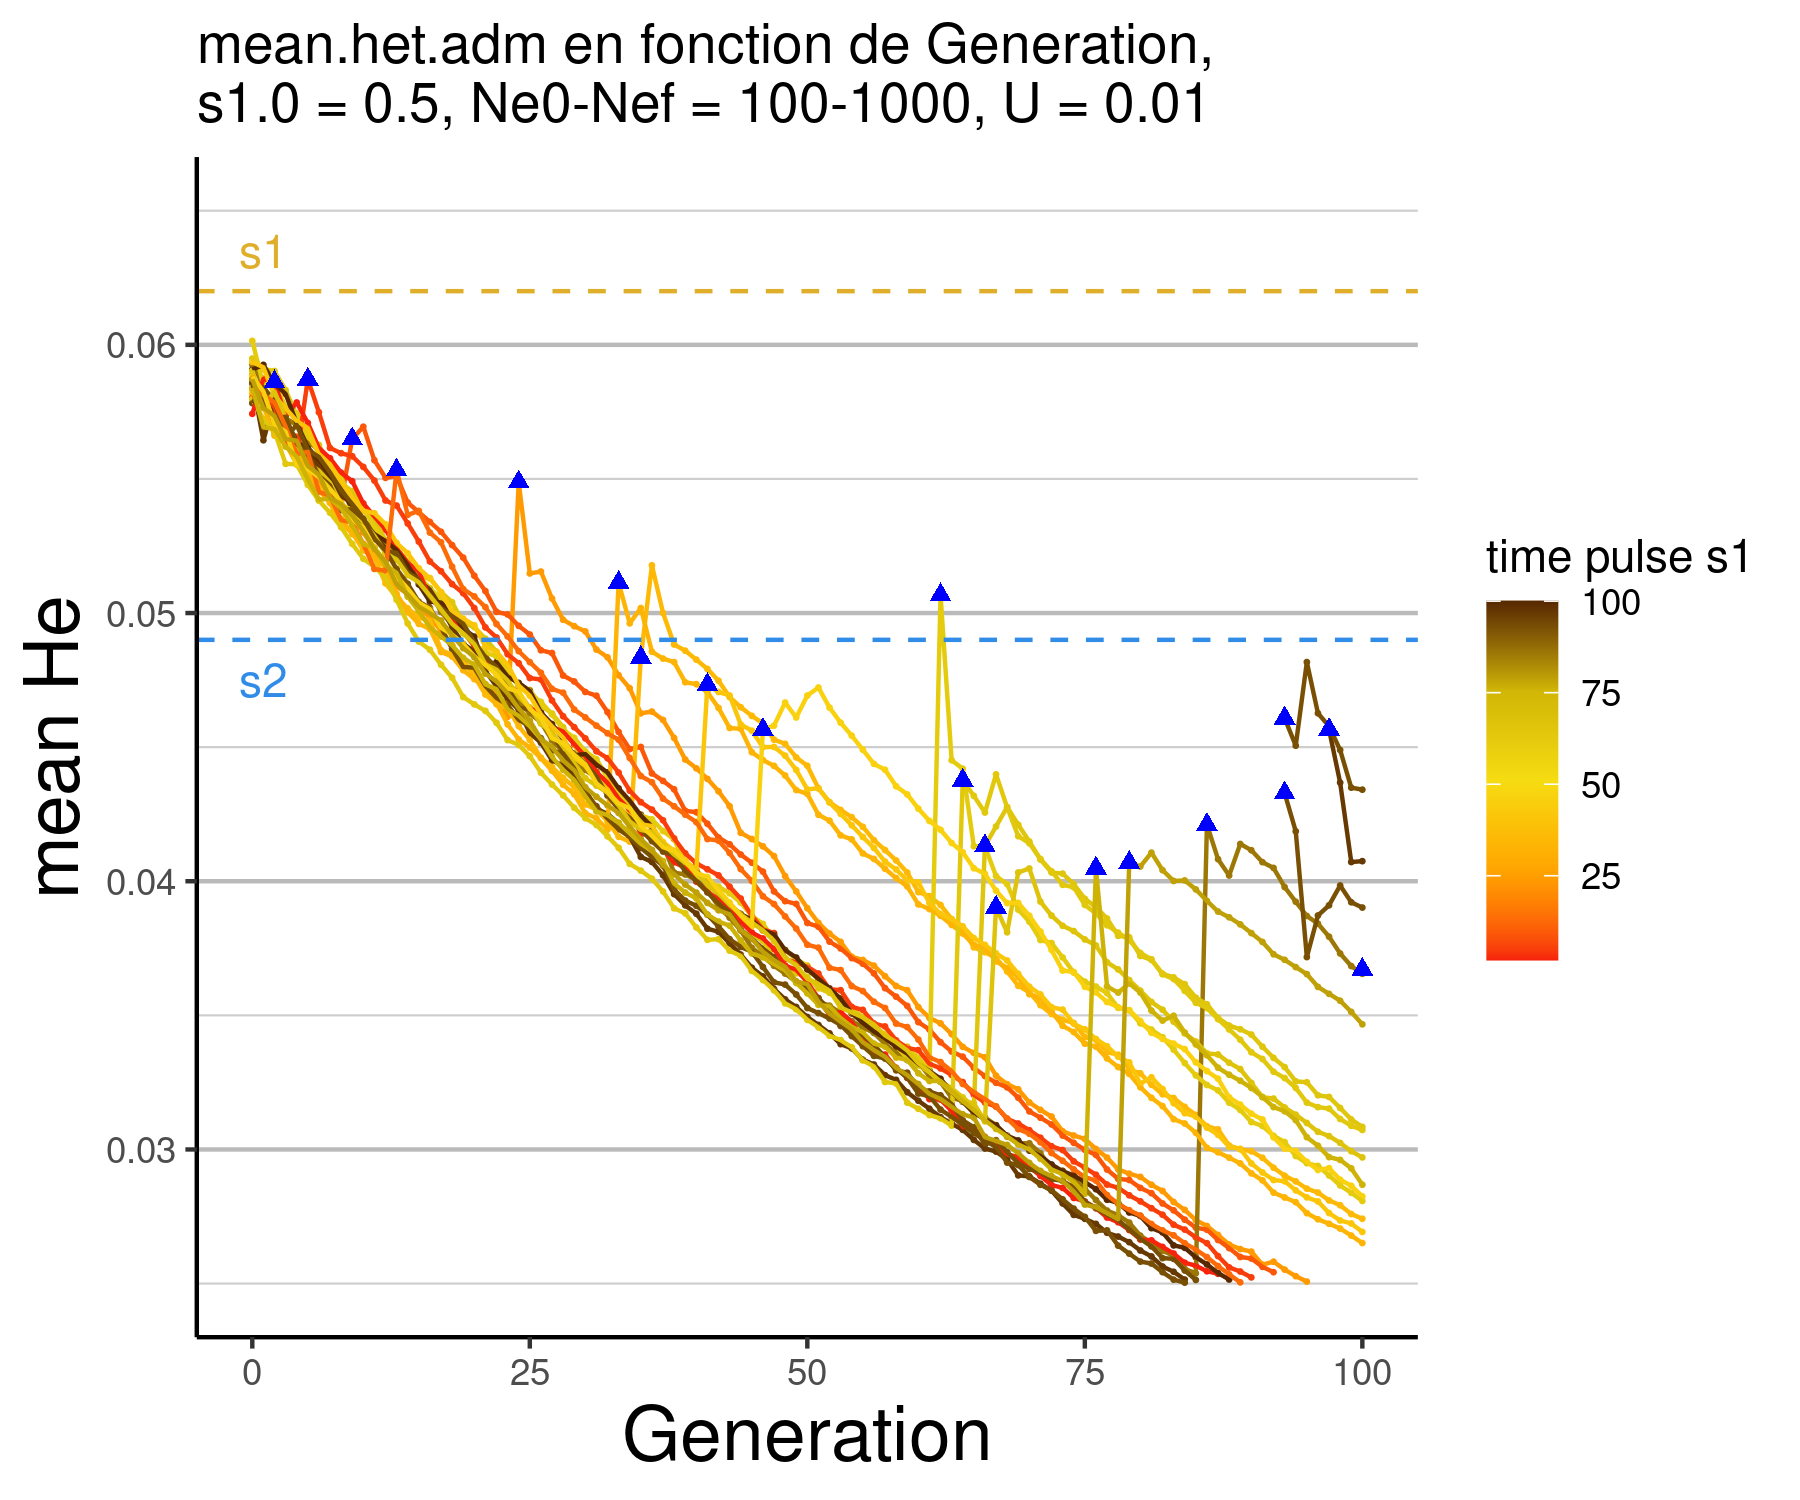 mean.het.adm en fonction de Generation,
s1.0 = 0.5, Ne0-Nef = 100-1000, U = 0.01
s1
0.06
0.05
s2
0.04
0.03
mean He
0 25 50 75 100
Generation
time pulse s1
100
75
50
25